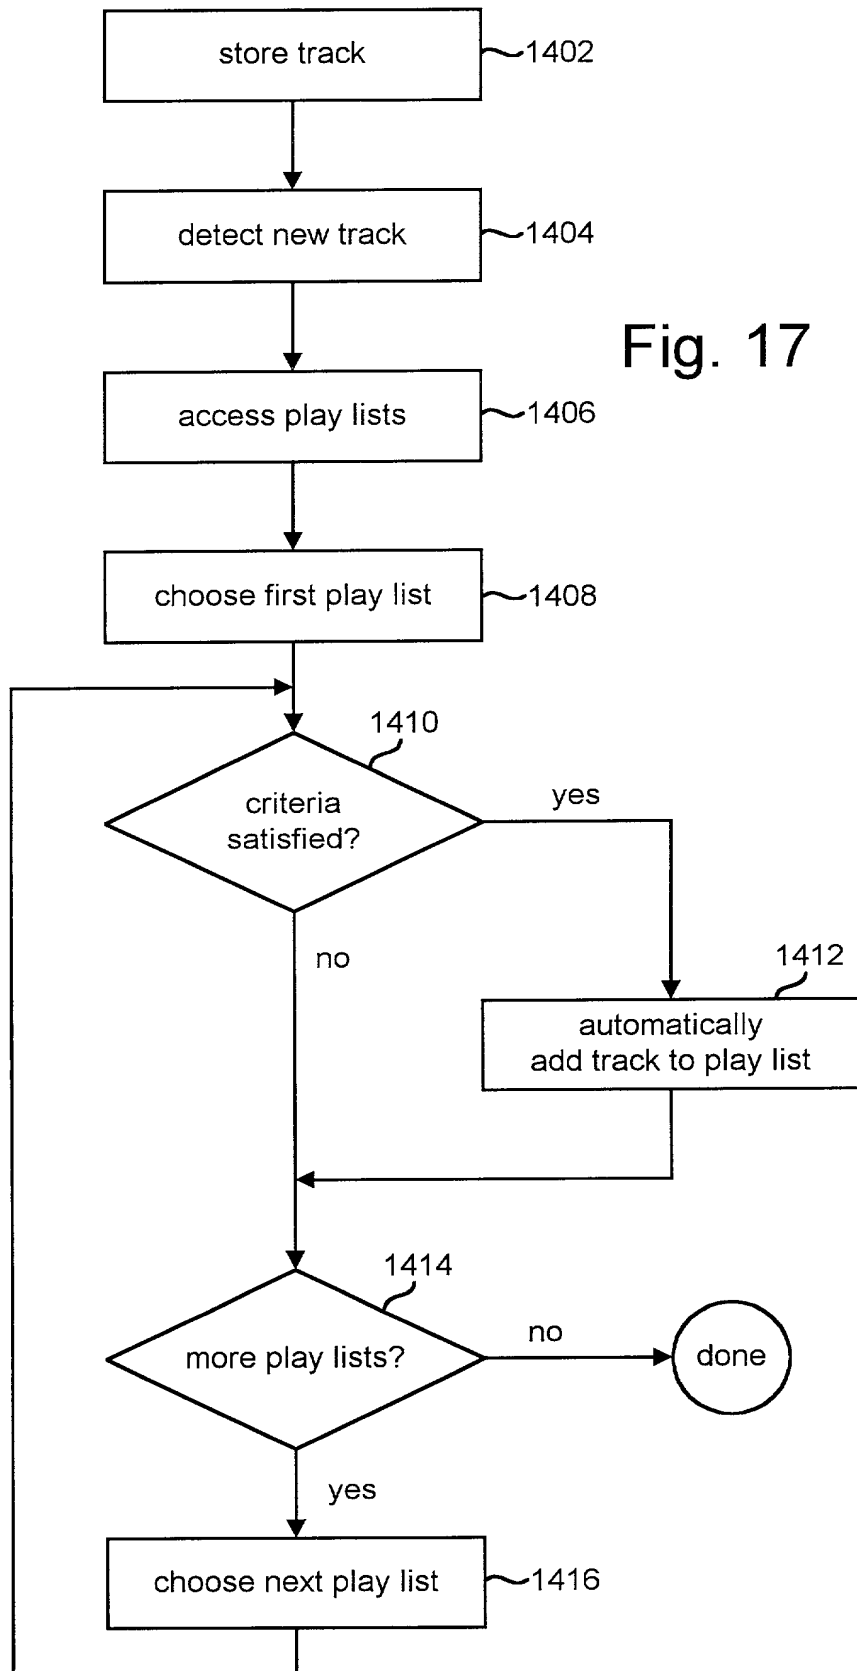 store track
1402
detect new track
1404
Fig. 17
access play lists
1406
choose first play list
1408
1410
criteria
satisfied?
yes
no
1412
automatically
add track to play list
1414
more play lists?
no
done
yes
choose next play list
1416